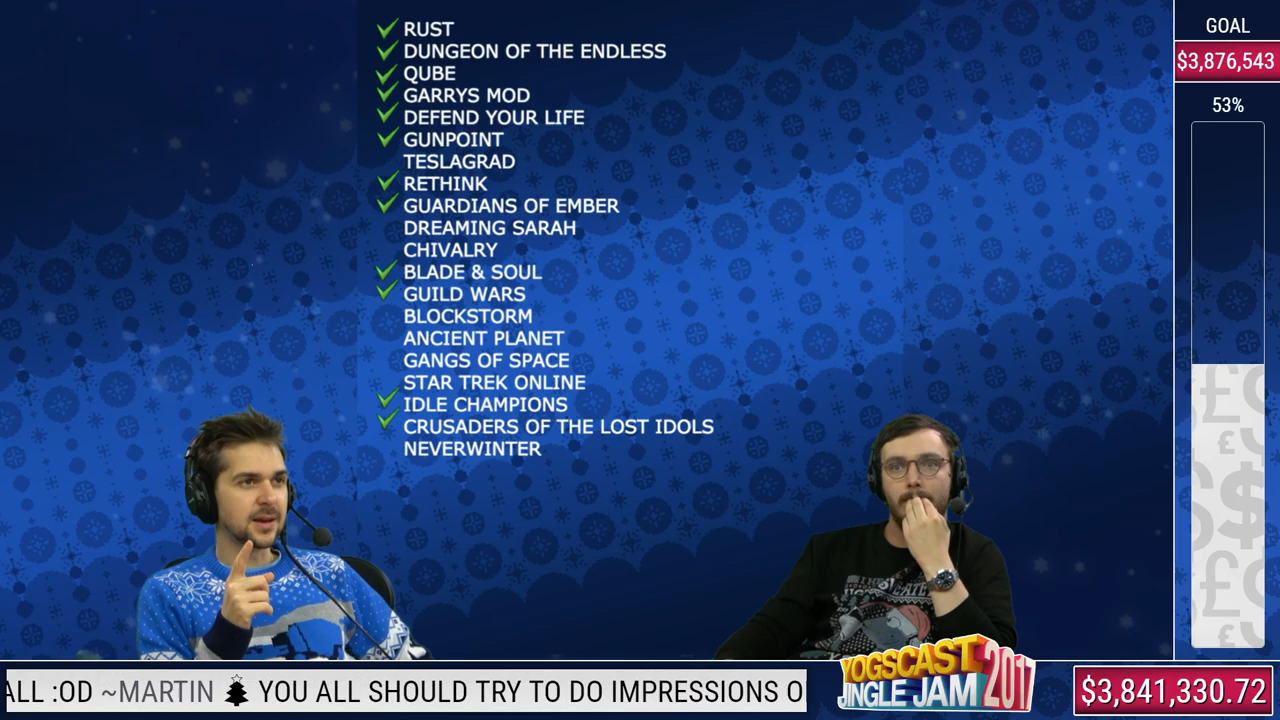 RUST
DUNGEON OF THE ENDLESS
QUBE
GARRYS MOD
DEFEND YOUR LIFE
GUNPOINT
TESLAGRAD
RETHINK
GUARDIANS OF EMBER
DREAMING SARAH
CHIVALRY
BLADE & SOUL
GUILD WARS
BLOCKSTORM
ANCIENT PLANET
GANGS OF SPACE
STAR TREK ONLINE
IDLE CHAMPIONS
CRUSADERS OF THE LOST IDOLS
NEVERWINTER
GOAL
$3,876,543
53%
ALL :OD ~MARTIN YOU ALL SHOULD TRY TO DO IMPRESSIONS O
YOGSCAST
JINGLE JAM 2017
$3,841,330.72